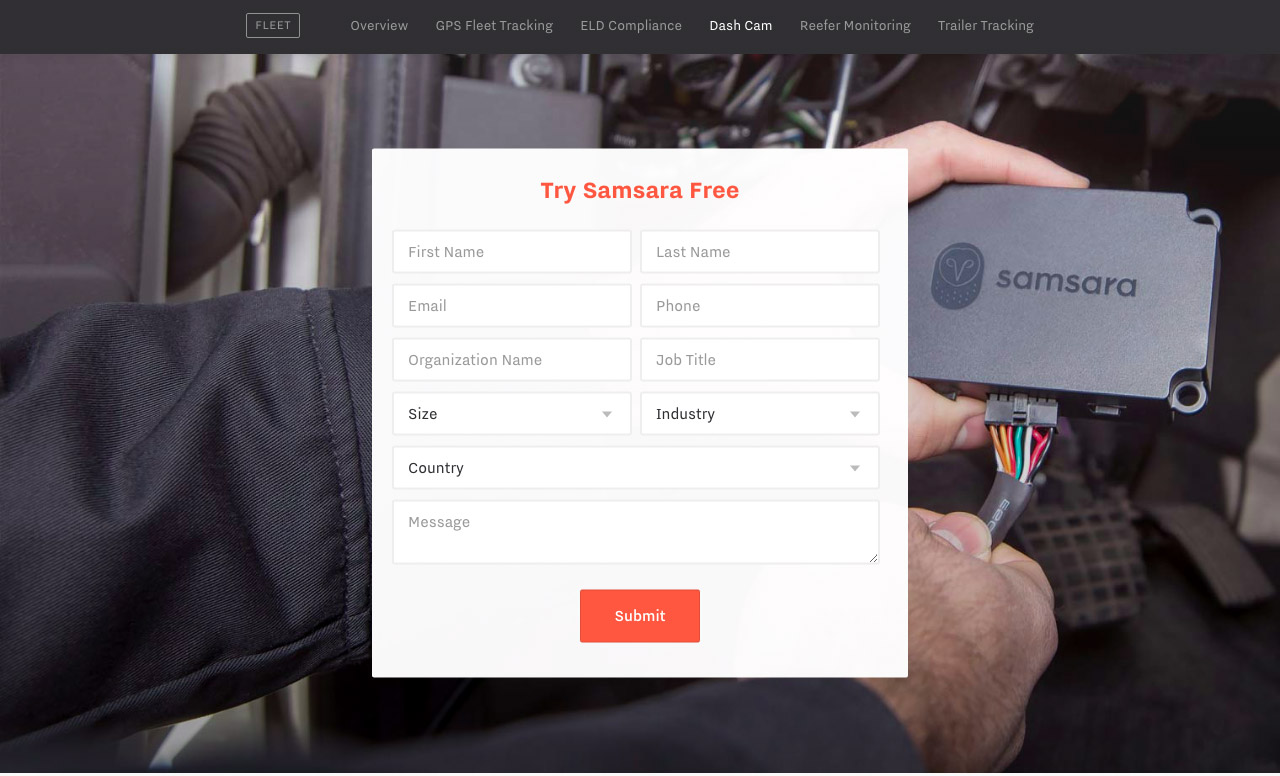 FLEET Overview GPS Fleet Tracking ELD Compliance Dash Cam Reefer Monitoring Trailer Tracking
Try Samsara Free
First Name Last Name
Email Phone
Organization Name Job Title
Size Industry
Country
Message
Submit
samsara